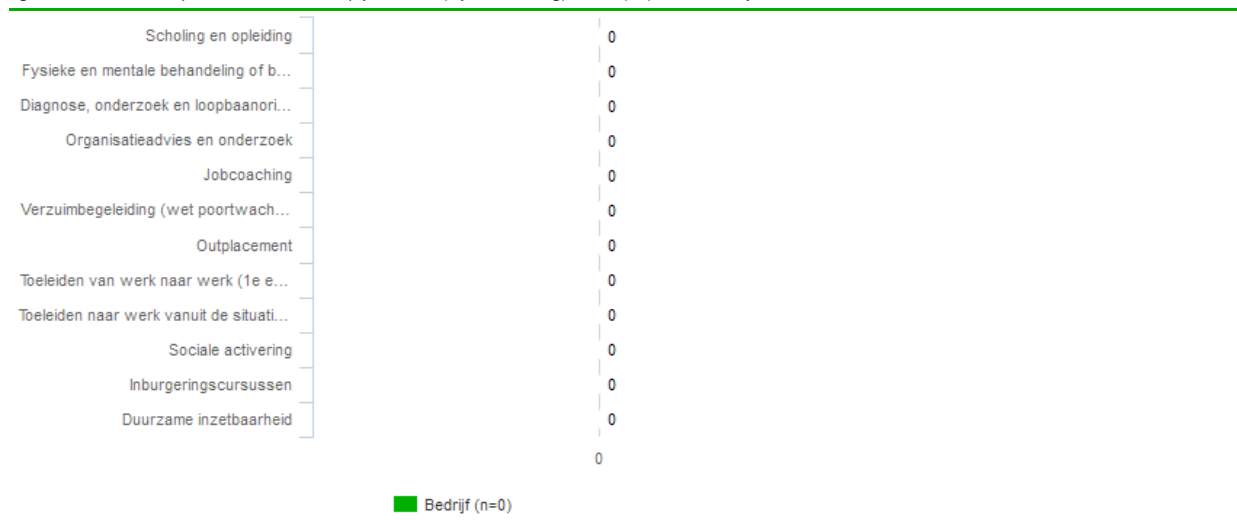 Scholing en opleiding 0
Fysieke en mentale behandeling of b... 0
Diagnose, onderzoek en loopbaanori... 0
Organisatieadvies en onderzoek 0
Jobcoaching 0
Verzuimbegeleiding (wet poortwach... 0
Outplacement 0
Toeleiden van werk naar werk (1e e... 0
Toeleiden naar werk vanuit de situati... 0
Sociale activering 0
Inburgeringscursussen 0
Duurzame inzetbaarheid 0
0
Bedrijf (n=0)